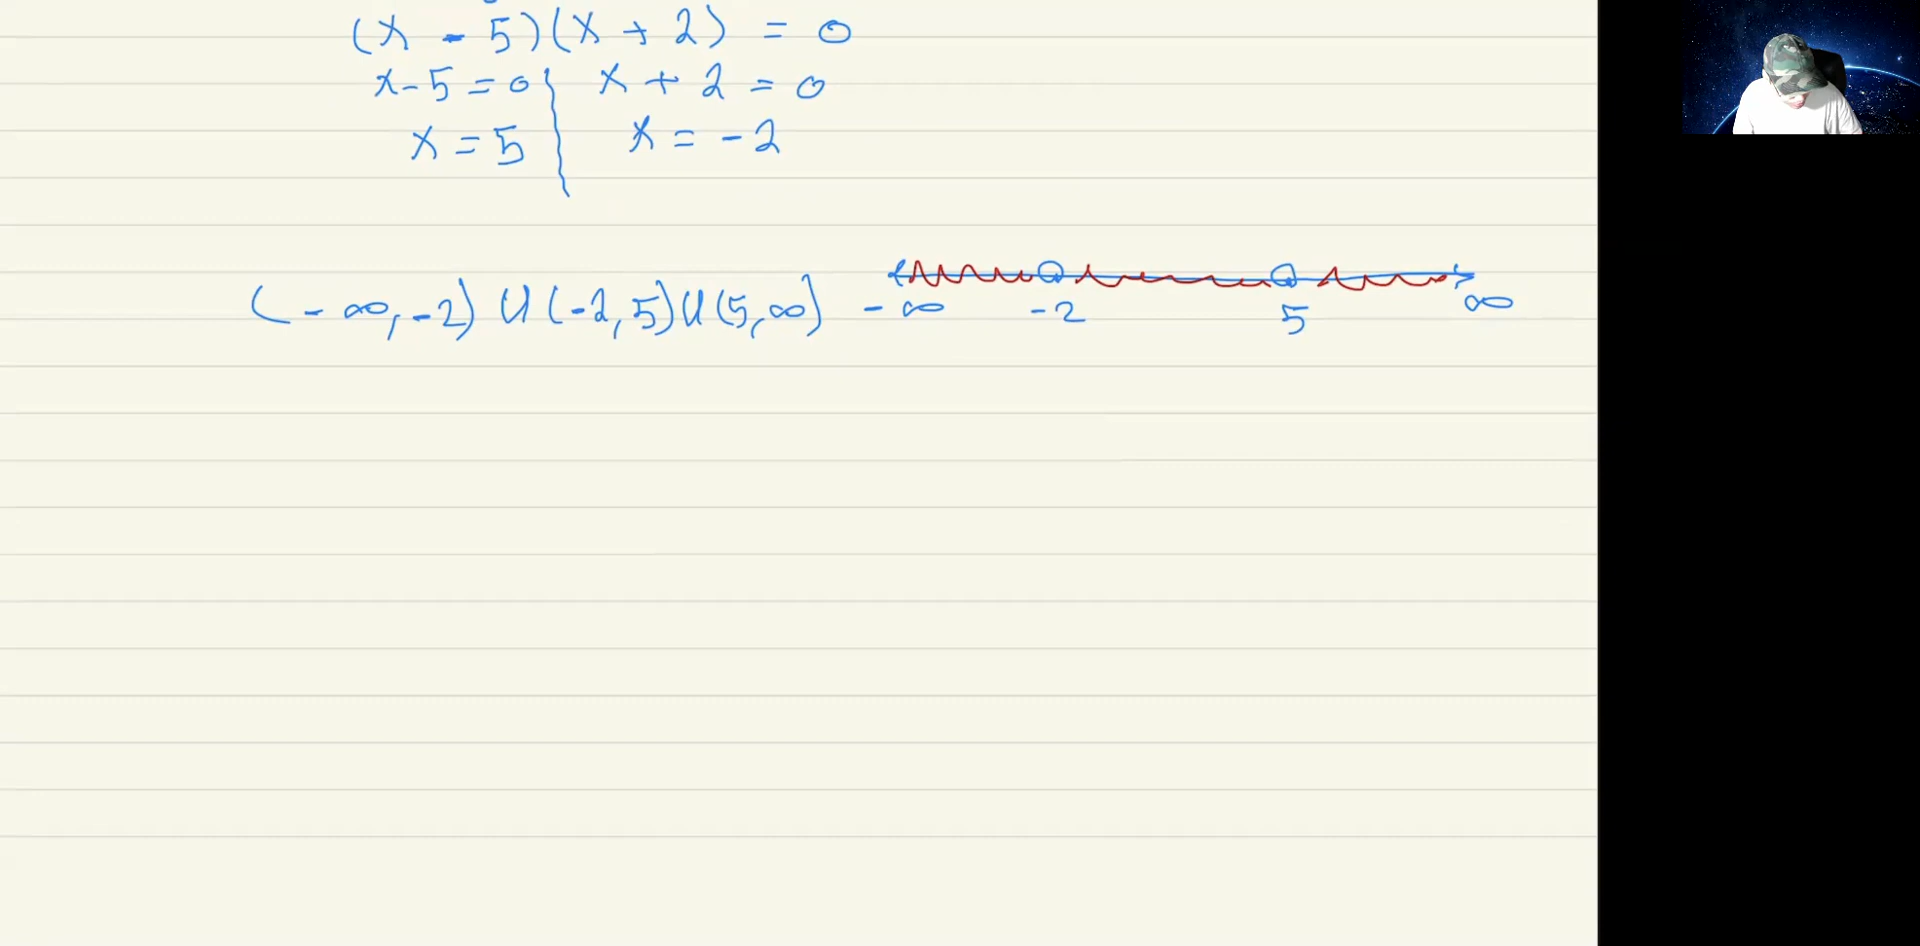 (x - 5)(x + 2) = 0
x - 5 = 0 | x + 2 = 0
x = 5 | x = -2
(-∞, -2) U (-2, 5) U (5, ∞)
-∞ -2 5 ∞